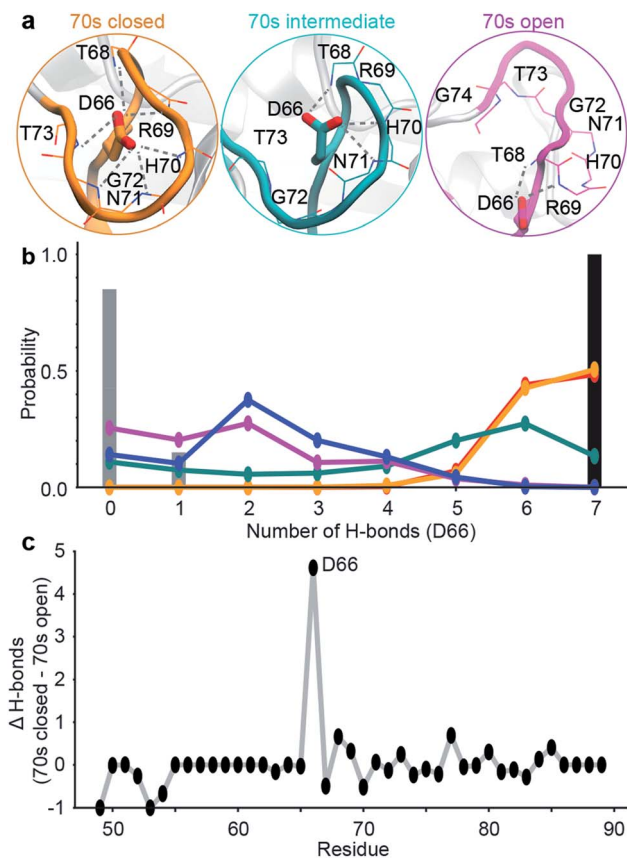 a
70s closed
70s intermediate
70s open
T68
D66
T73
R69
H70
G72
N71
T68
R69
D66
H70
T73
N71
G72
T73
G74
G72
N71
T68
H70
D66
R69
b
1.0
0.5
0.0
Probability
0 1 2 3 4 5 6 7
Number of H-bonds (D66)
c
5
4
3
2
1
0
-1
Δ H-bonds
(70s closed - 70s open)
D66
50 60 70 80 90
Residue